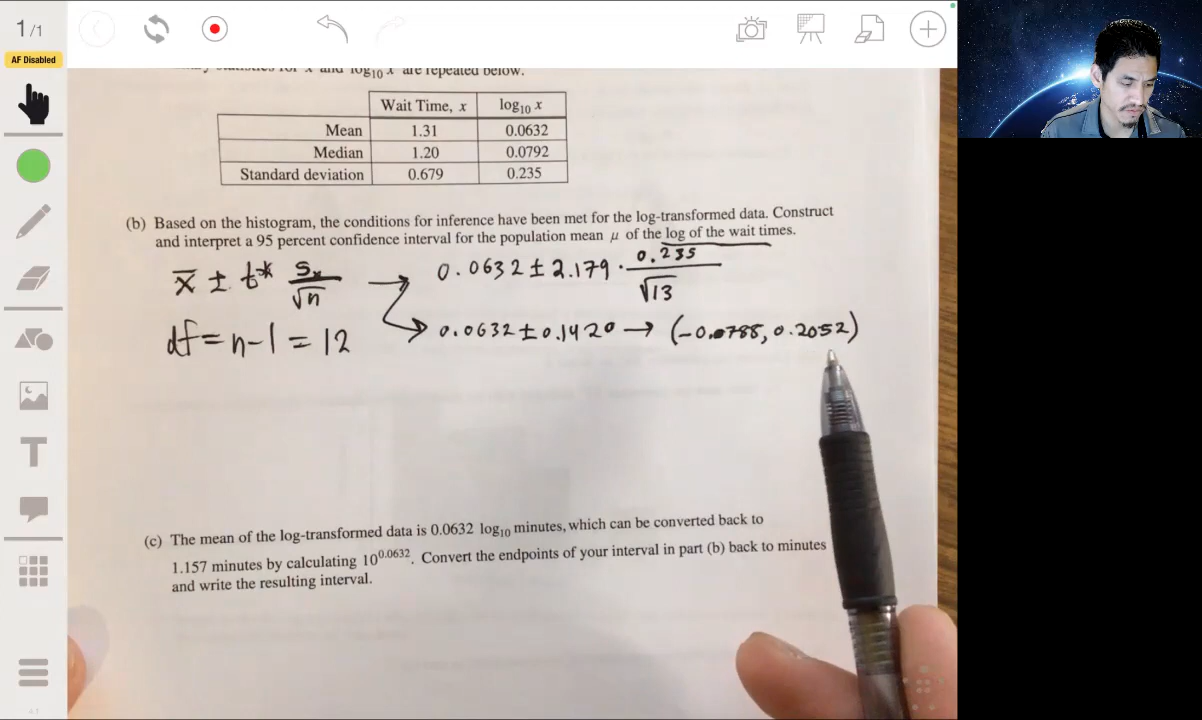 1/1
AF Disabled
and log10 x are repeated below.
Wait Time, x log10 x
Mean 1.31 0.0632
Median 1.20 0.0792
Standard deviation 0.679 0.235
(b) Based on the histogram, the conditions for inference have been met for the log-transformed data. Construct
and interpret a 95 percent confidence interval for the population mean μ of the log of the wait times.
x̄ ± t* sx/√n → 0.0632 ± 2.179 · 0.235/√13
df = n-1 = 12 → 0.0632 ± 0.1420 → (-0.0788, 0.2052)
(c) The mean of the log-transformed data is 0.0632 log10 minutes, which can be converted back to
1.157 minutes by calculating 10^0.0632. Convert the endpoints of your interval in part (b) back to minutes
and write the resulting interval.
T